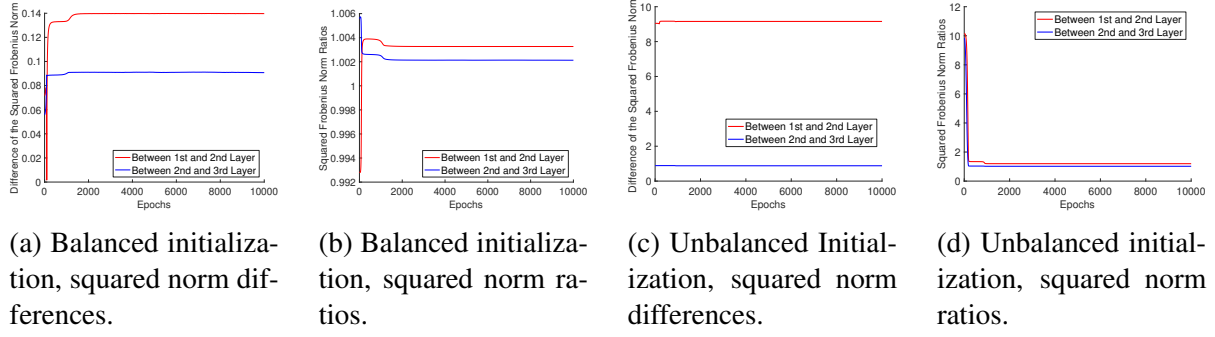 Difference of the Squared Frobenius Norm
0.14
0.12
0.1
0.08
0.06
0.04
0.02
0
0
2000
4000
6000
8000
10000
Epochs
Between 1st and 2nd Layer
Between 2nd and 3rd Layer
Squared Frobenius Norm Ratios
1.006
1.004
1.002
1
0.998
0.996
0.994
0.992
0
2000
4000
6000
8000
10000
Epochs
Between 1st and 2nd Layer
Between 2nd and 3rd Layer
Difference of the Squared Frobenius Norm
10
8
6
4
2
0
0
2000
4000
6000
8000
10000
Epochs
Between 1st and 2nd Layer
Between 2nd and 3rd Layer
Squared Frobenius Norm Ratios
12
10
8
6
4
2
0
0
2000
4000
6000
8000
10000
Epochs
Between 1st and 2nd Layer
Between 2nd and 3rd Layer
(a) Balanced initializa-
tion, squared norm dif-
ferences.
(b) Balanced initializa-
tion, squared norm ra-
tios.
(c) Unbalanced Initial-
ization, squared norm
differences.
(d) Unbalanced initial-
ization, squared norm
ratios.